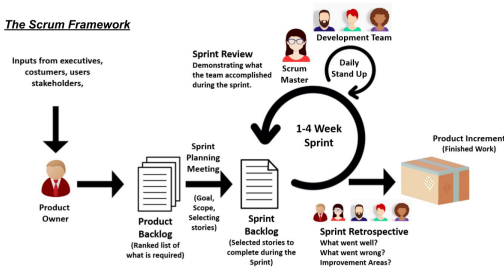 The Scrum Framework
Inputs from executives,
costumers, users
stakeholders,
Product
Owner
Product
Backlog
(Ranked list of
what is required)
Sprint
Planning
Meeting
(Goal,
Scope,
Selecting
stories)
Sprint
Backlog
(Selected stories to
complete during the
Sprint)
Sprint Review
Demonstrating what
the team accomplished
during the sprint.
Scrum
Master
Development Team
Daily
Stand Up
1-4 Week
Sprint
Product Increment
(Finished Work)
Sprint Retrospective
What went well?
What went wrong?
Improvement Areas?